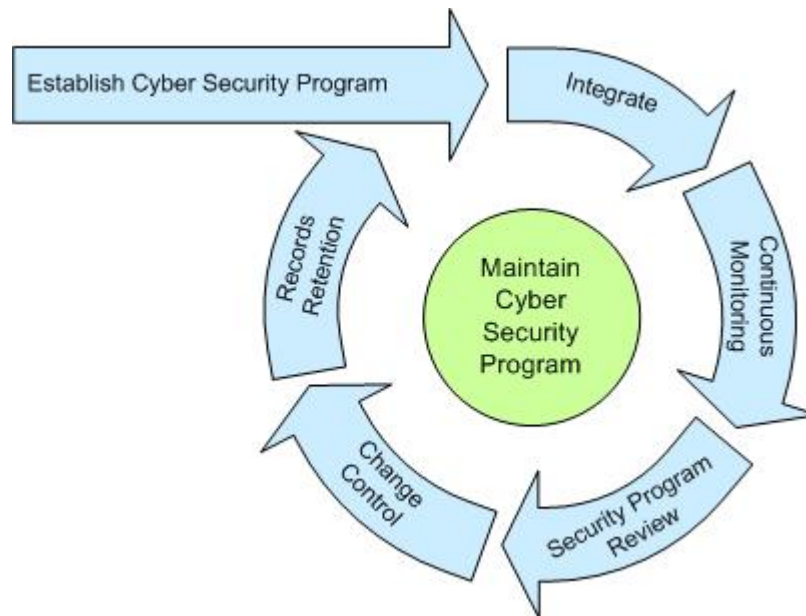 Establish Cyber Security Program
Integrate
Continuous
Monitoring
Security Program
Review
Change
Control
Records
Retention
Maintain
Cyber
Security
Program